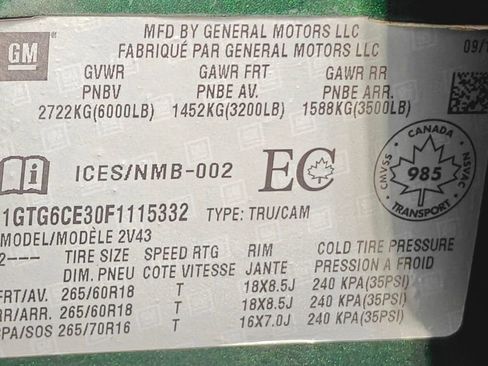 GM
MFD BY GENERAL MOTORS LLC
FABRIQUÉ PAR GENERAL MOTORS LLC
09/1
GVWR GAWR FRT GAWR RR
PNBV PNBE AV. PNBE ARR.
2722KG(6000LB) 1452KG(3200LB) 1588KG(3500LB)
ICES/NMB-002 EC
CANADA CMVSS 985 NSVAC TRANSPORT
1GTG6CE30F1115332 TYPE: TRU/CAM
MODEL/MODÈLE 2V43
2--- TIRE SIZE SPEED RTG RIM COLD TIRE PRESSURE
DIM. PNEU COTE VITESSE JANTE PRESSION A FROID
FRT/AV. 265/60R18 T 18X8.5J 240 KPA(35PSI)
RR/ARR. 265/60R18 T 18X8.5J 240 KPA(35PSI)
SPA/SOS 265/70R16 T 16X7.0J 240 KPA(35PSI)